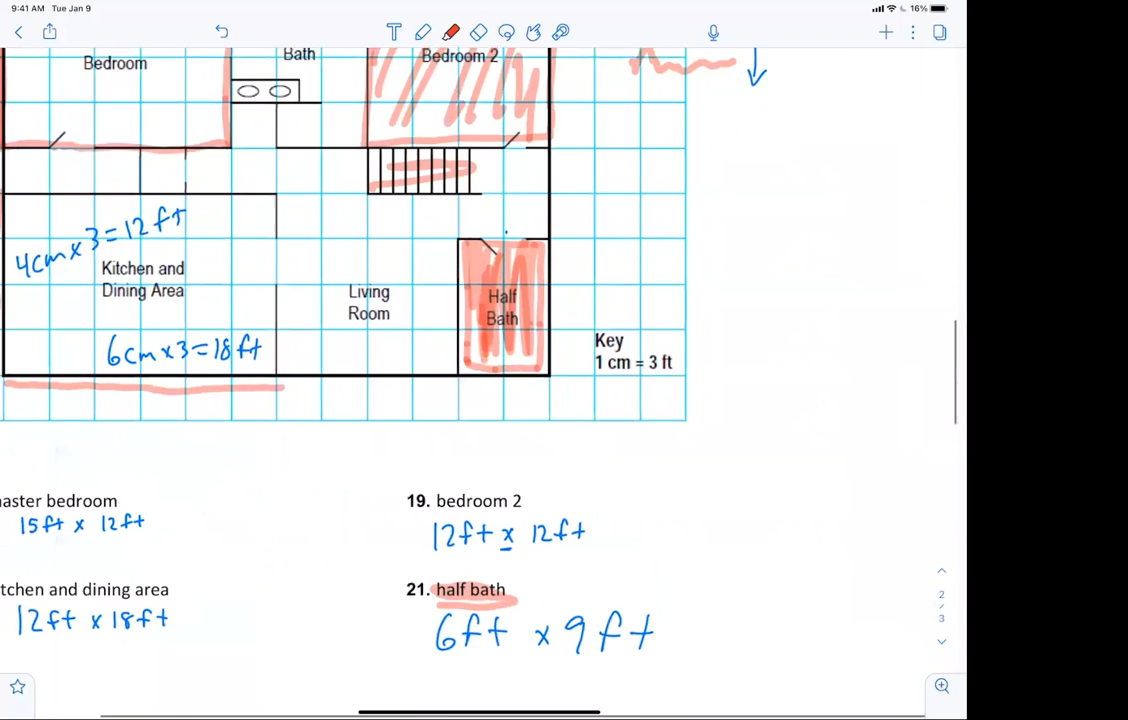 9:41 AM Tue Jan 9
16%
Bedroom
Bath
Bedroom 2
4cm x 3 = 12 ft
Kitchen and
Dining Area
6cm x 3 = 18 ft
Living
Room
Half
Bath
Key
1 cm = 3 ft
aster bedroom
15ft x 12ft
19. bedroom 2
12ft x 12ft
tchen and dining area
12ft x 18ft
21. half bath
6ft x 9ft
2
/
3